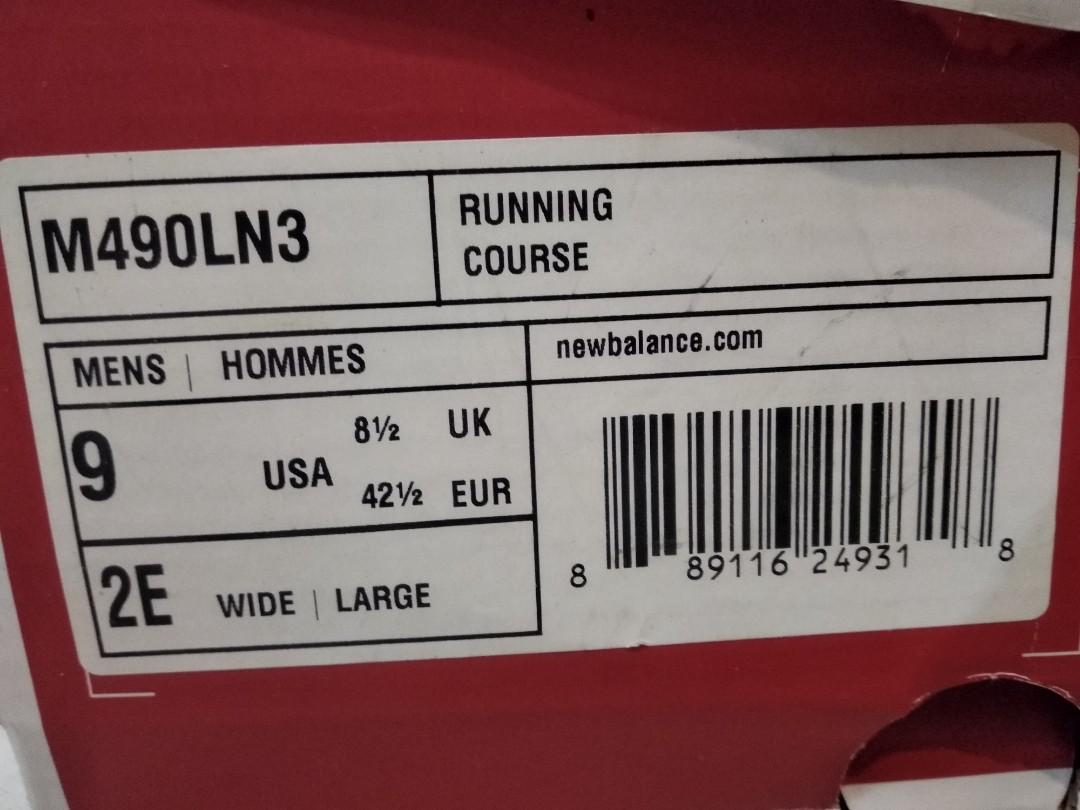 M490LN3
RUNNING
COURSE
MENS | HOMMES
newbalance.com
9 USA
8½ UK
42½ EUR
2E WIDE | LARGE
8 89116 24931 8